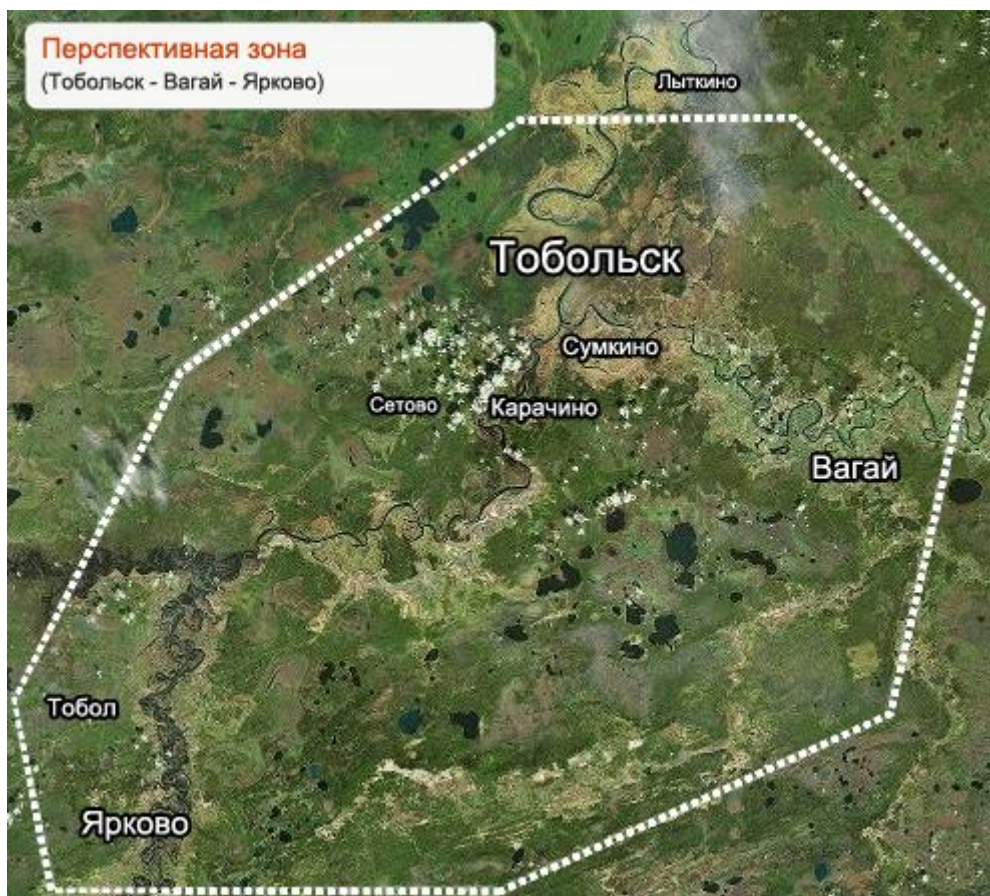 Перспективная зона
(Тобольск - Вагай - Ярково)
Лыткино
Тобольск
Сумкино
Сетово
Карачино
Вагай
Тобол
Ярково